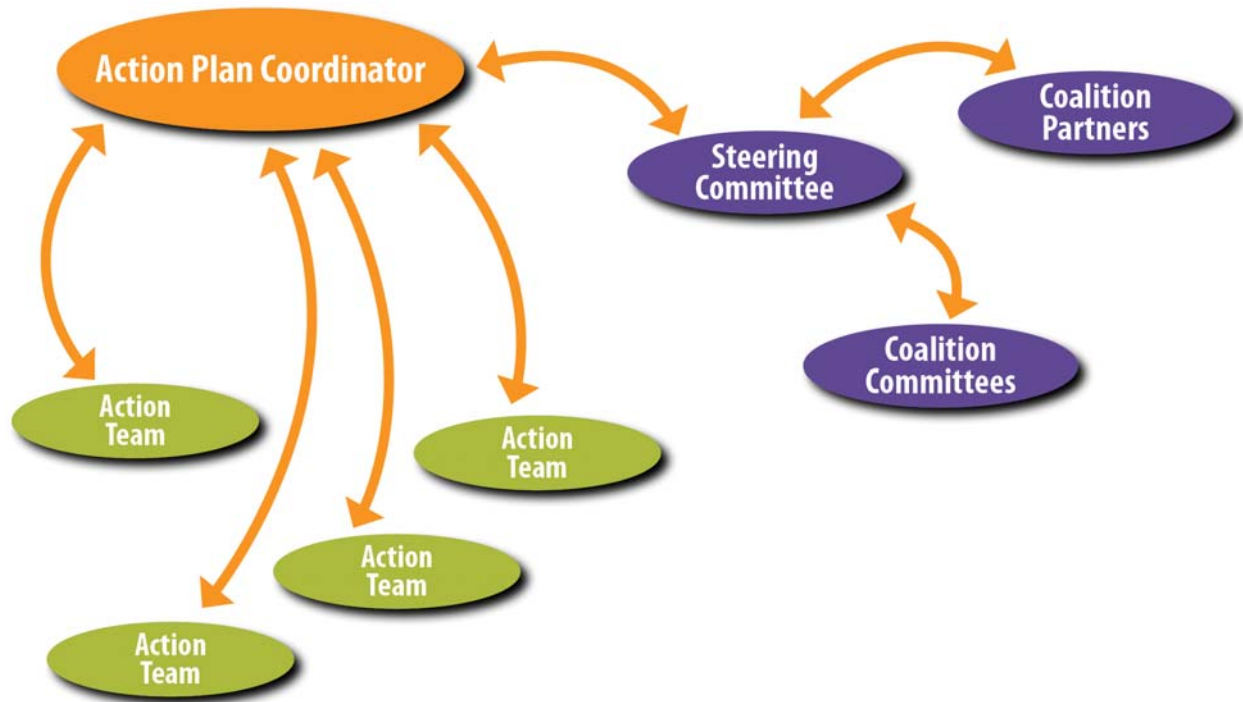 Action Plan Coordinator
Steering
Committee
Coalition
Partners
Coalition
Committees
Action
Team
Action
Team
Action
Team
Action
Team